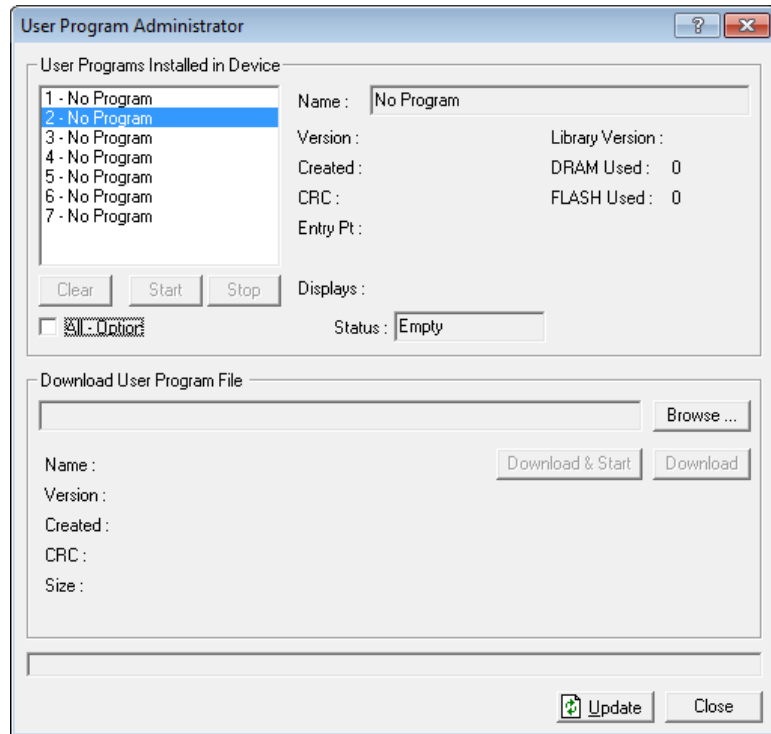 User Program Administrator
User Programs Installed in Device
1 - No Program
2 - No Program
3 - No Program
4 - No Program
5 - No Program
6 - No Program
7 - No Program
Name : No Program
Version :
Library Version :
Created :
DRAM Used : 0
CRC :
FLASH Used : 0
Entry Pt :
Clear Start Stop
Displays :
All - Option
Status : Empty
Download User Program File
Browse ...
Name :
Download & Start Download
Version :
Created :
CRC :
Size :
Update Close